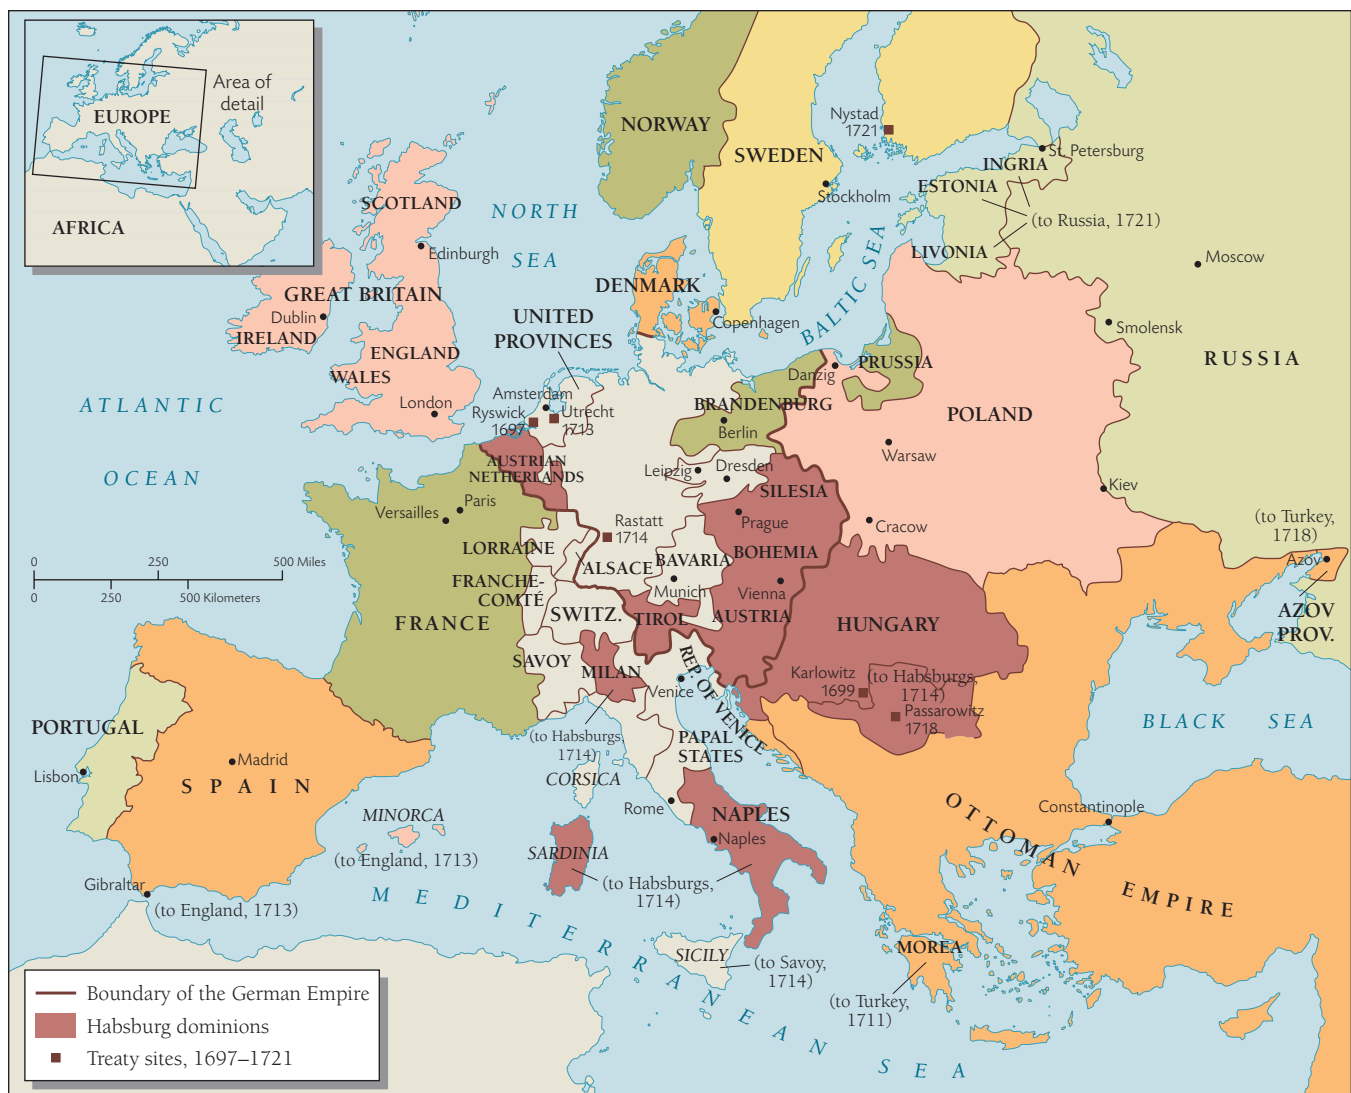 Area of
detail
EUROPE
AFRICA
NORWAY
SWEDEN
Nystad
1721
St. Petersburg
INGRIA
ESTONIA
Stockholm
(to Russia, 1721)
LIVONIA
Moscow
SCOTLAND
NORTH
SEA
Edinburgh
GREAT BRITAIN
Dublin
IRELAND
DENMARK
Copenhagen
BALTIC SEA
UNITED
PROVINCES
ENGLAND
WALES
London
Smolensk
RUSSIA
Danzig
PRUSSIA
ATLANTIC
OCEAN
Amsterdam
Ryswick
1697
Utrecht
1713
BRANDENBURG
Berlin
POLAND
Warsaw
AUSTRIAN
NETHERLANDS
Leipzig
Dresden
SILESIA
Kiev
Versailles
Paris
Rastatt
1714
Prague
Cracow
(to Turkey,
1718)
Azov
AZOV
PROV.
LORRAINE
ALSACE
BAVARIA
BOHEMIA
0
250
500 Miles
0
250
500 Kilometers
FRANCHE-
COMTÉ
Munich
Vienna
FRANCE
SWITZ.
TIROL
AUSTRIA
HUNGARY
SAVOY
MILAN
REP. OF VENICE
Venice
Karlowitz
1699
(to Habsburgs,
1714)
Passarowitz
1718
BLACK SEA
PORTUGAL
Lisbon
Madrid
SPAIN
(to Habsburgs,
1714)
PAPAL
STATES
CORSICA
Rome
NAPLES
Naples
OTTOMAN EMPIRE
Constantinople
MINORCA
(to England, 1713)
SARDINIA
(to Habsburgs,
1714)
Gibraltar
(to England, 1713)
MEDITERRANEAN SEA
SICILY
(to Savoy,
1714)
MOREA
(to Turkey,
1711)
Boundary of the German Empire
Habsburg dominions
Treaty sites, 1697–1721